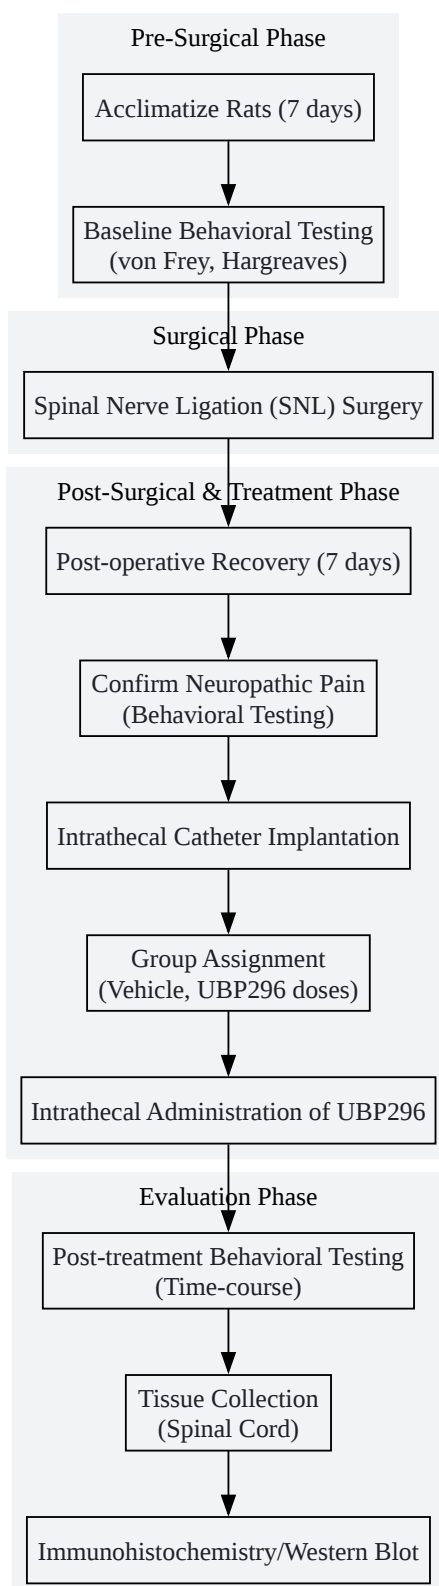 Pre-Surgical Phase
Acclimatize Rats (7 days)
Baseline Behavioral Testing
(von Frey, Hargreaves)
Surgical Phase
Spinal Nerve Ligation (SNL) Surgery
Post-Surgical & Treatment Phase
Post-operative Recovery (7 days)
Confirm Neuropathic Pain
(Behavioral Testing)
Intrathecal Catheter Implantation
Group Assignment
(Vehicle, UBP296 doses)
Intrathecal Administration of UBP296
Evaluation Phase
Post-treatment Behavioral Testing
(Time-course)
Tissue Collection
(Spinal Cord)
Immunohistochemistry/Western Blot